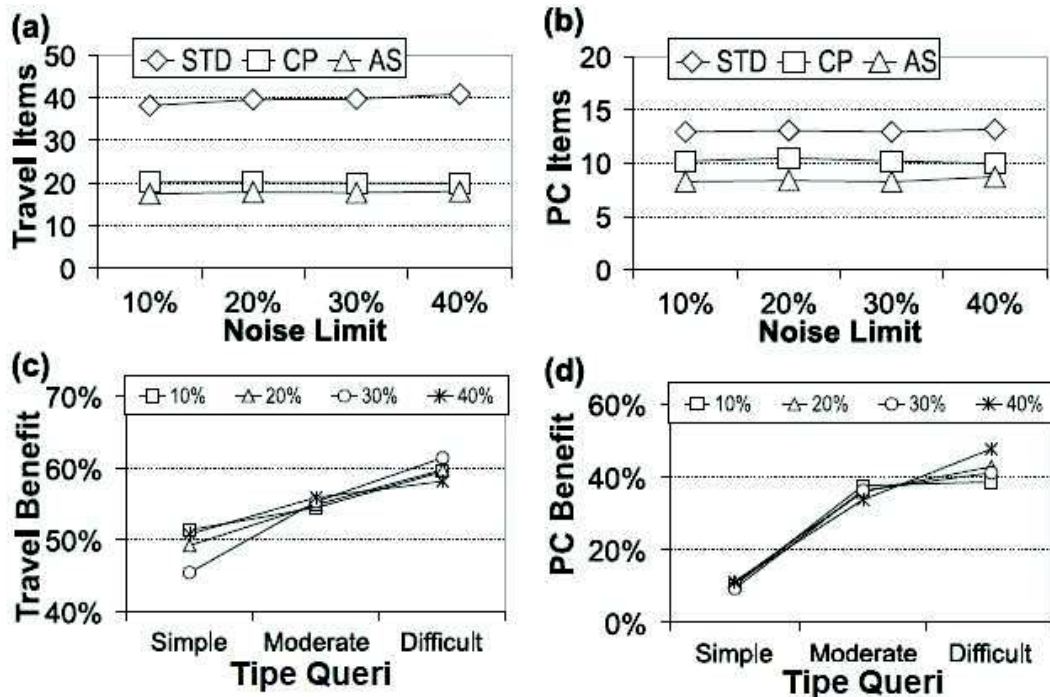 (a)
STD CP AS
Travel Items
50
40
30
20
10
0
10% 20% 30% 40%
Noise Limit
(b)
STD CP AS
PC Items
20
15
10
5
0
10% 20% 30% 40%
Noise Limit
(c)
10% 20% 30% 40%
Travel Benefit
70%
60%
50%
40%
Simple Moderate Difficult
Tipe Queri
(d)
10% 20% 30% 40%
PC Benefit
60%
40%
20%
0%
Simple Moderate Difficult
Tipe Queri